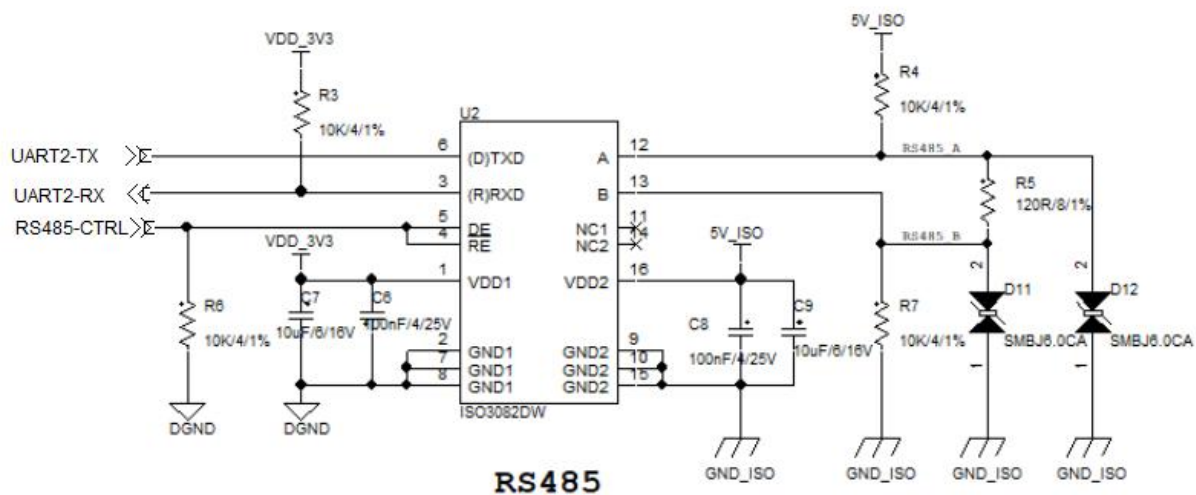 VDD_3V3
R3
10K/4/1%
5V_ISO
R4
10K/4/1%
U2
UART2-TX
6
(D)TXD
A
12
RS485_A
UART2-RX
3
(R)RXD
B
13
R5
120R/8/1%
RS485-CTRL
5
DE
NC1
11
4
RE
NC2
14
RS485_B
VDD_3V3
5V_ISO
1
VDD1
VDD2
16
2
2
R6
10K/4/1%
C7
10uF/6/16V
C6
100nF/4/25V
C8
100nF/4/25V
C9
10uF/6/16V
R7
10K/4/1%
D11
SMBJ6.0CA
D12
SMBJ6.0CA
2
GND1
GND2
9
7
GND1
GND2
10
8
GND1
GND2
15
1
1
ISO3082DW
DGND
DGND
GND_ISO
GND_ISO
GND_ISO
GND_ISO
RS485